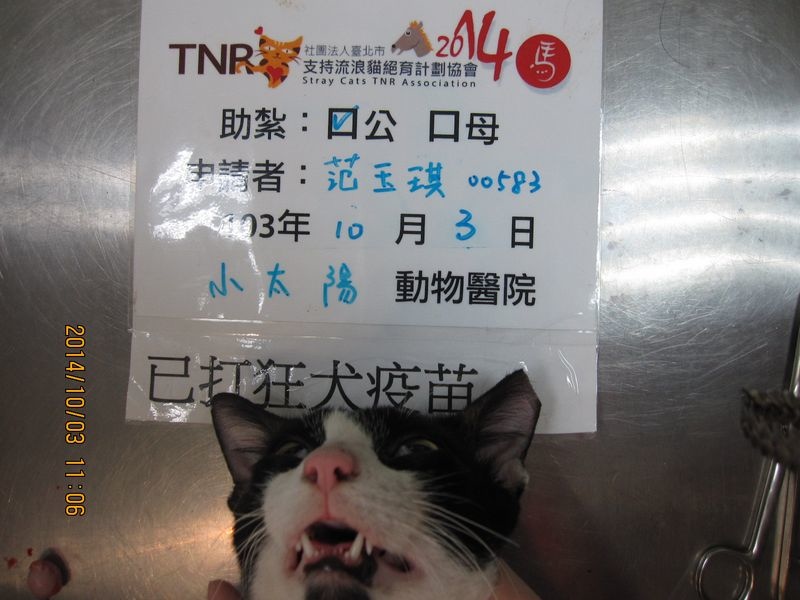 TNR
社團法人臺北市
支持流浪貓絕育計劃協會
Stray Cats TNR Association
2014 馬
助紮：口公 口母
申請者：范玉琪 00583
103年 10 月 3 日
小太陽 動物醫院
已打狂犬疫苗
2014/10/03 11:06